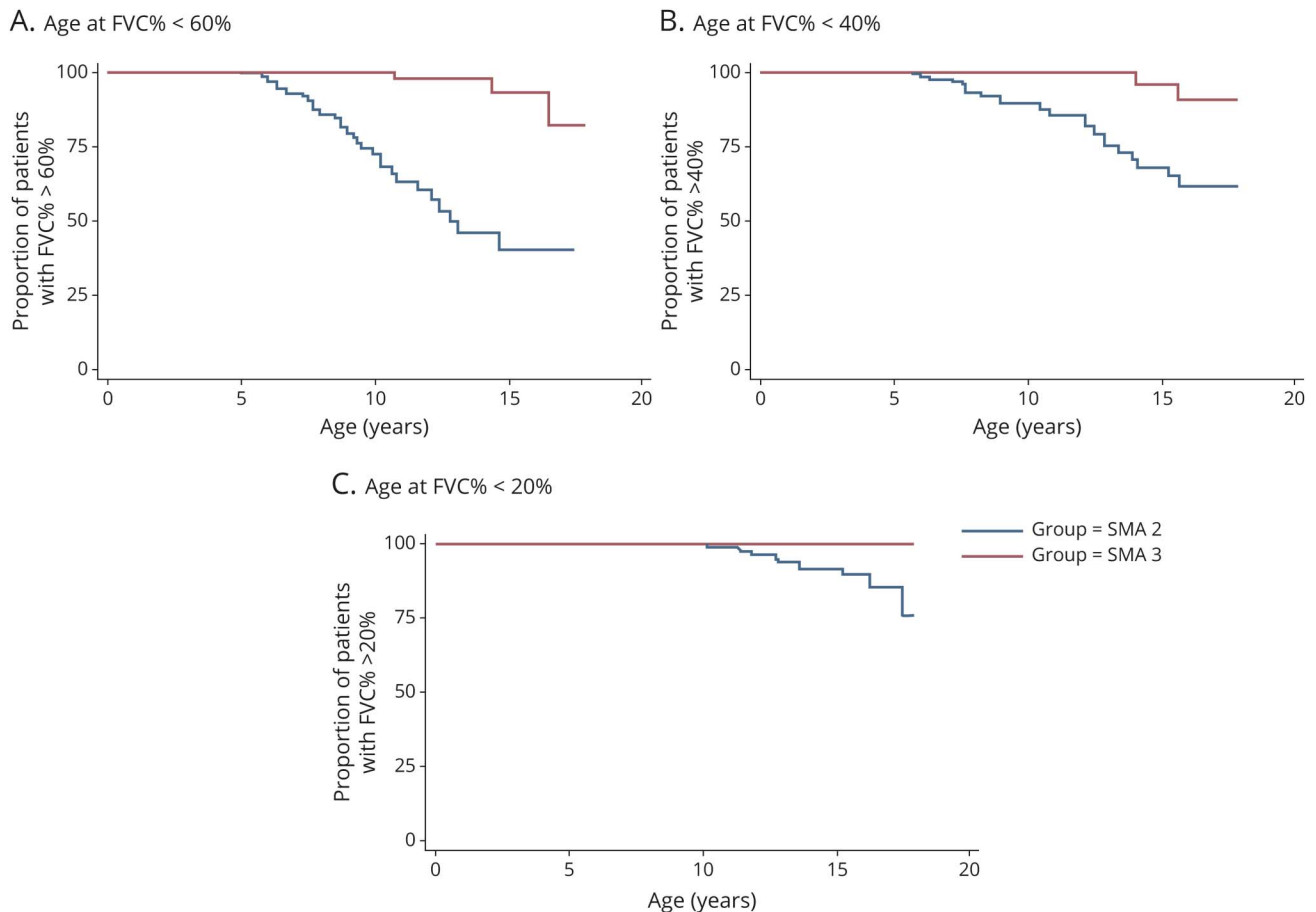 A. Age at FVC% < 60%
Proportion of patients
with FVC% > 60%
100
75
50
25
0
0 5 10 15 20
Age (years)
B. Age at FVC% < 40%
Proportion of patients
with FVC% >40%
100
75
50
25
0
0 5 10 15 20
Age (years)
C. Age at FVC% < 20%
Proportion of patients
with FVC% >20%
100
75
50
25
0
0 5 10 15 20
Age (years)
Group = SMA 2
Group = SMA 3